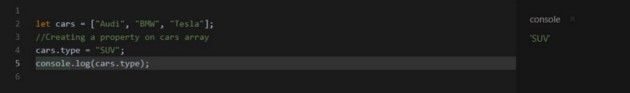 1
2 let cars = ["Audi", "BMW", "Tesla"];
3 //Creating a property on cars array
4 cars.type = "SUV";
5 console.log(cars.type);
6
console ×
'SUV'